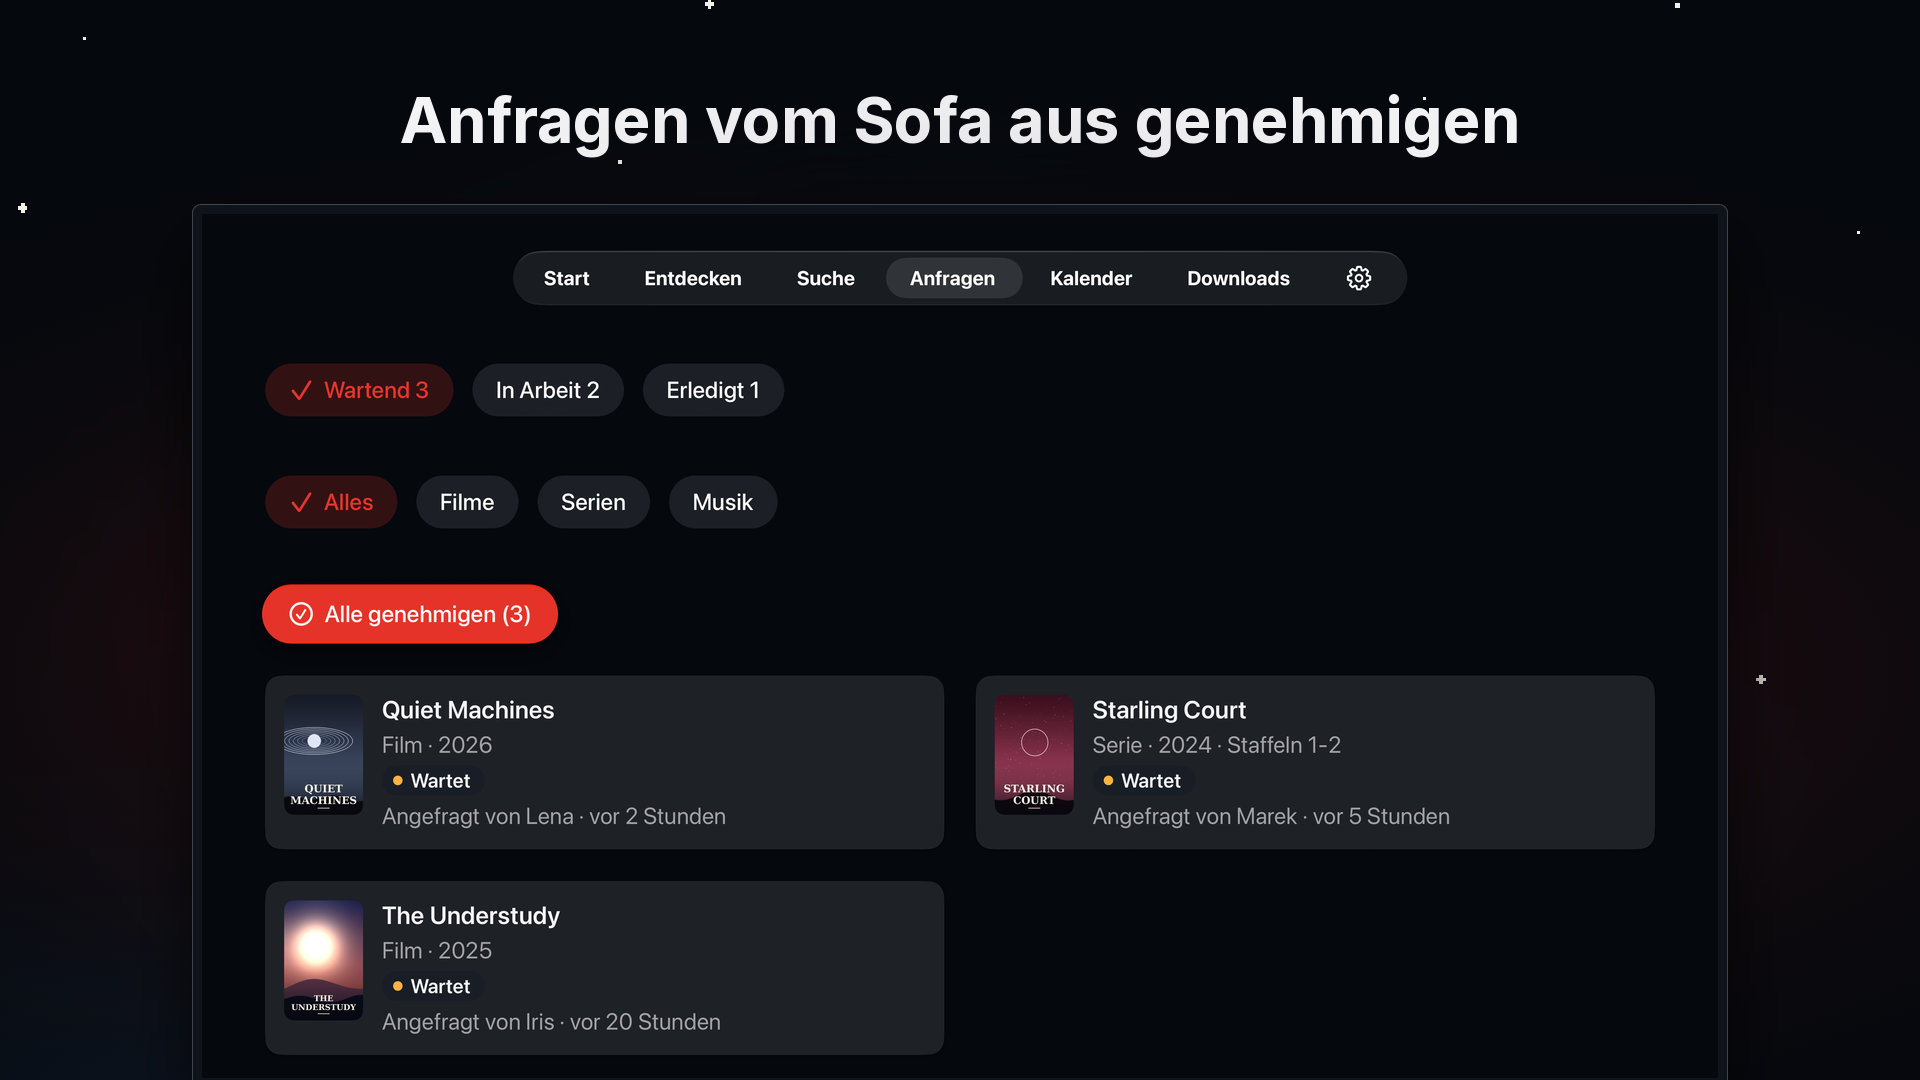 Anfragen vom Sofa aus genehmigen
Start Entdecken Suche Anfragen Kalender Downloads
Wartend 3 In Arbeit 2 Erledigt 1
Alles Filme Serien Musik
Alle genehmigen (3)
Quiet Machines
Film · 2026
Wartet
Angefragt von Lena · vor 2 Stunden
QUIET
MACHINES
Starling Court
Serie · 2024 · Staffeln 1-2
Wartet
Angefragt von Marek · vor 5 Stunden
STARLING
COURT
The Understudy
Film · 2025
Wartet
Angefragt von Iris · vor 20 Stunden
THE
UNDERSTUDY